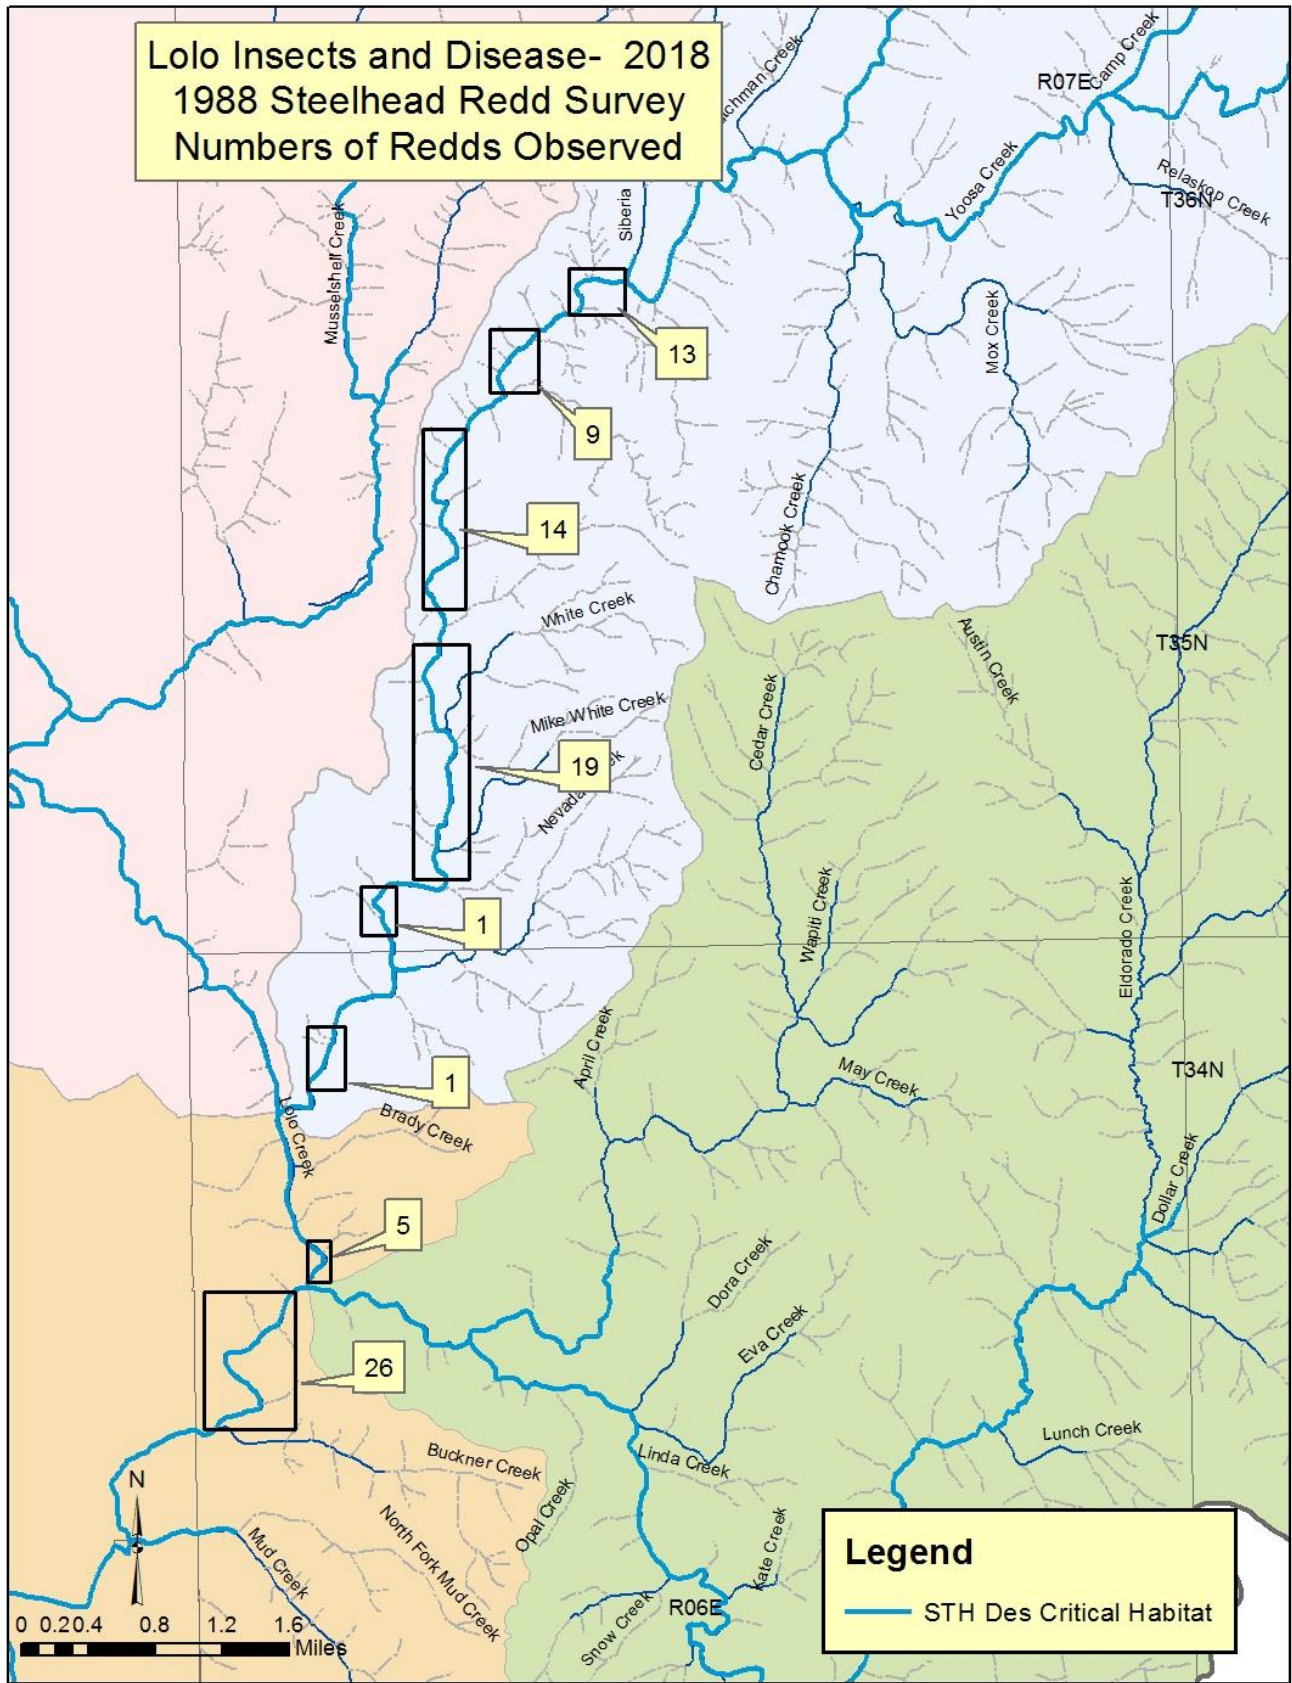 Lolo Insects and Disease-  2018
1988 Steelhead Redd Survey
Numbers of Redds Observed
Camp Creek
R07E
Yoosa Creek
Relaskop Creek
T36N
Siberia
Musselshell Creek
Mox Creek
13
9
14
Chamook Creek
White Creek
Austin Creek
T35N
Mike White Creek
Cedar Creek
19
Nevada
Wapiti Creek
1
Eldorado Creek
April Creek
May Creek
T34N
1
Lolo Creek
Brady Creek
Dollar Creek
5
Dora Creek
Eva Creek
26
Lunch Creek
Buckner Creek
Linda Creek
Opal Creek
N
North Fork Mud Creek
Mud Creek
Kate Creek
R06E
Snow Creek
0 0.20.4 0.8 1.2 1.6
Miles
Legend
STH Des Critical Habitat